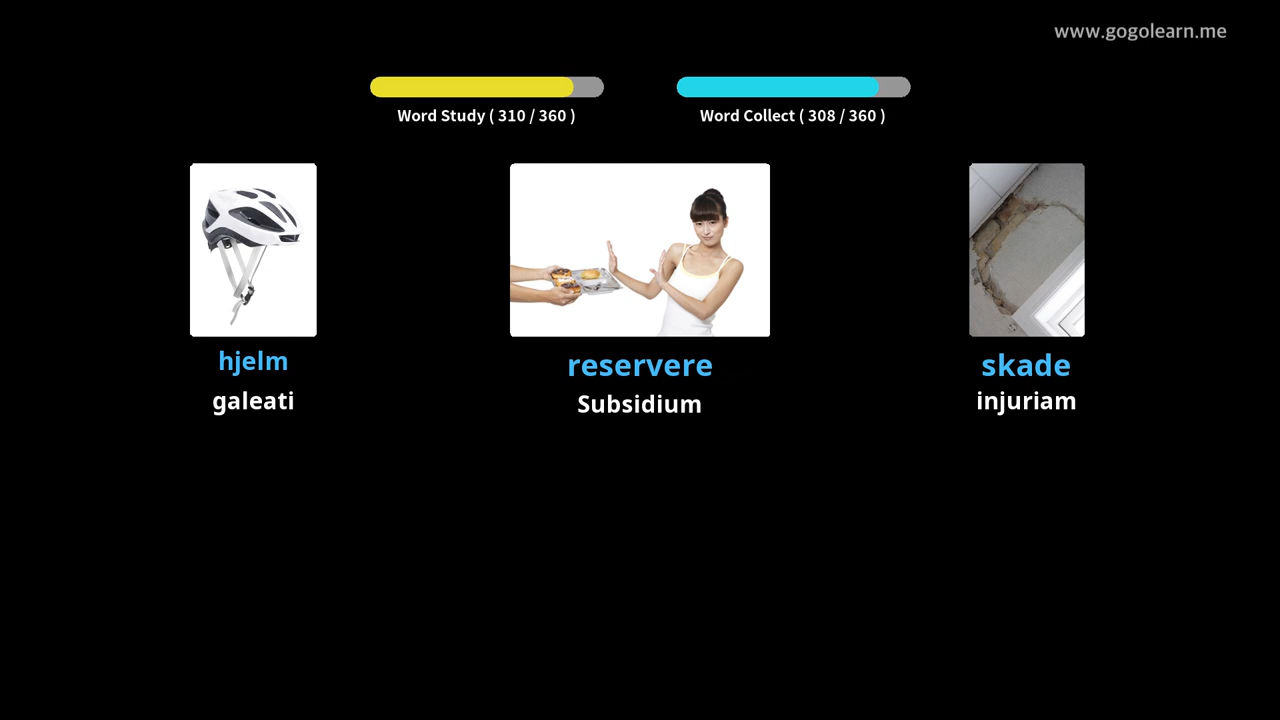 www.gogolearn.me
Word Study ( 310 / 360 )
Word Collect ( 308 / 360 )
hjelm
galeati
reservere
Subsidium
skade
injuriam